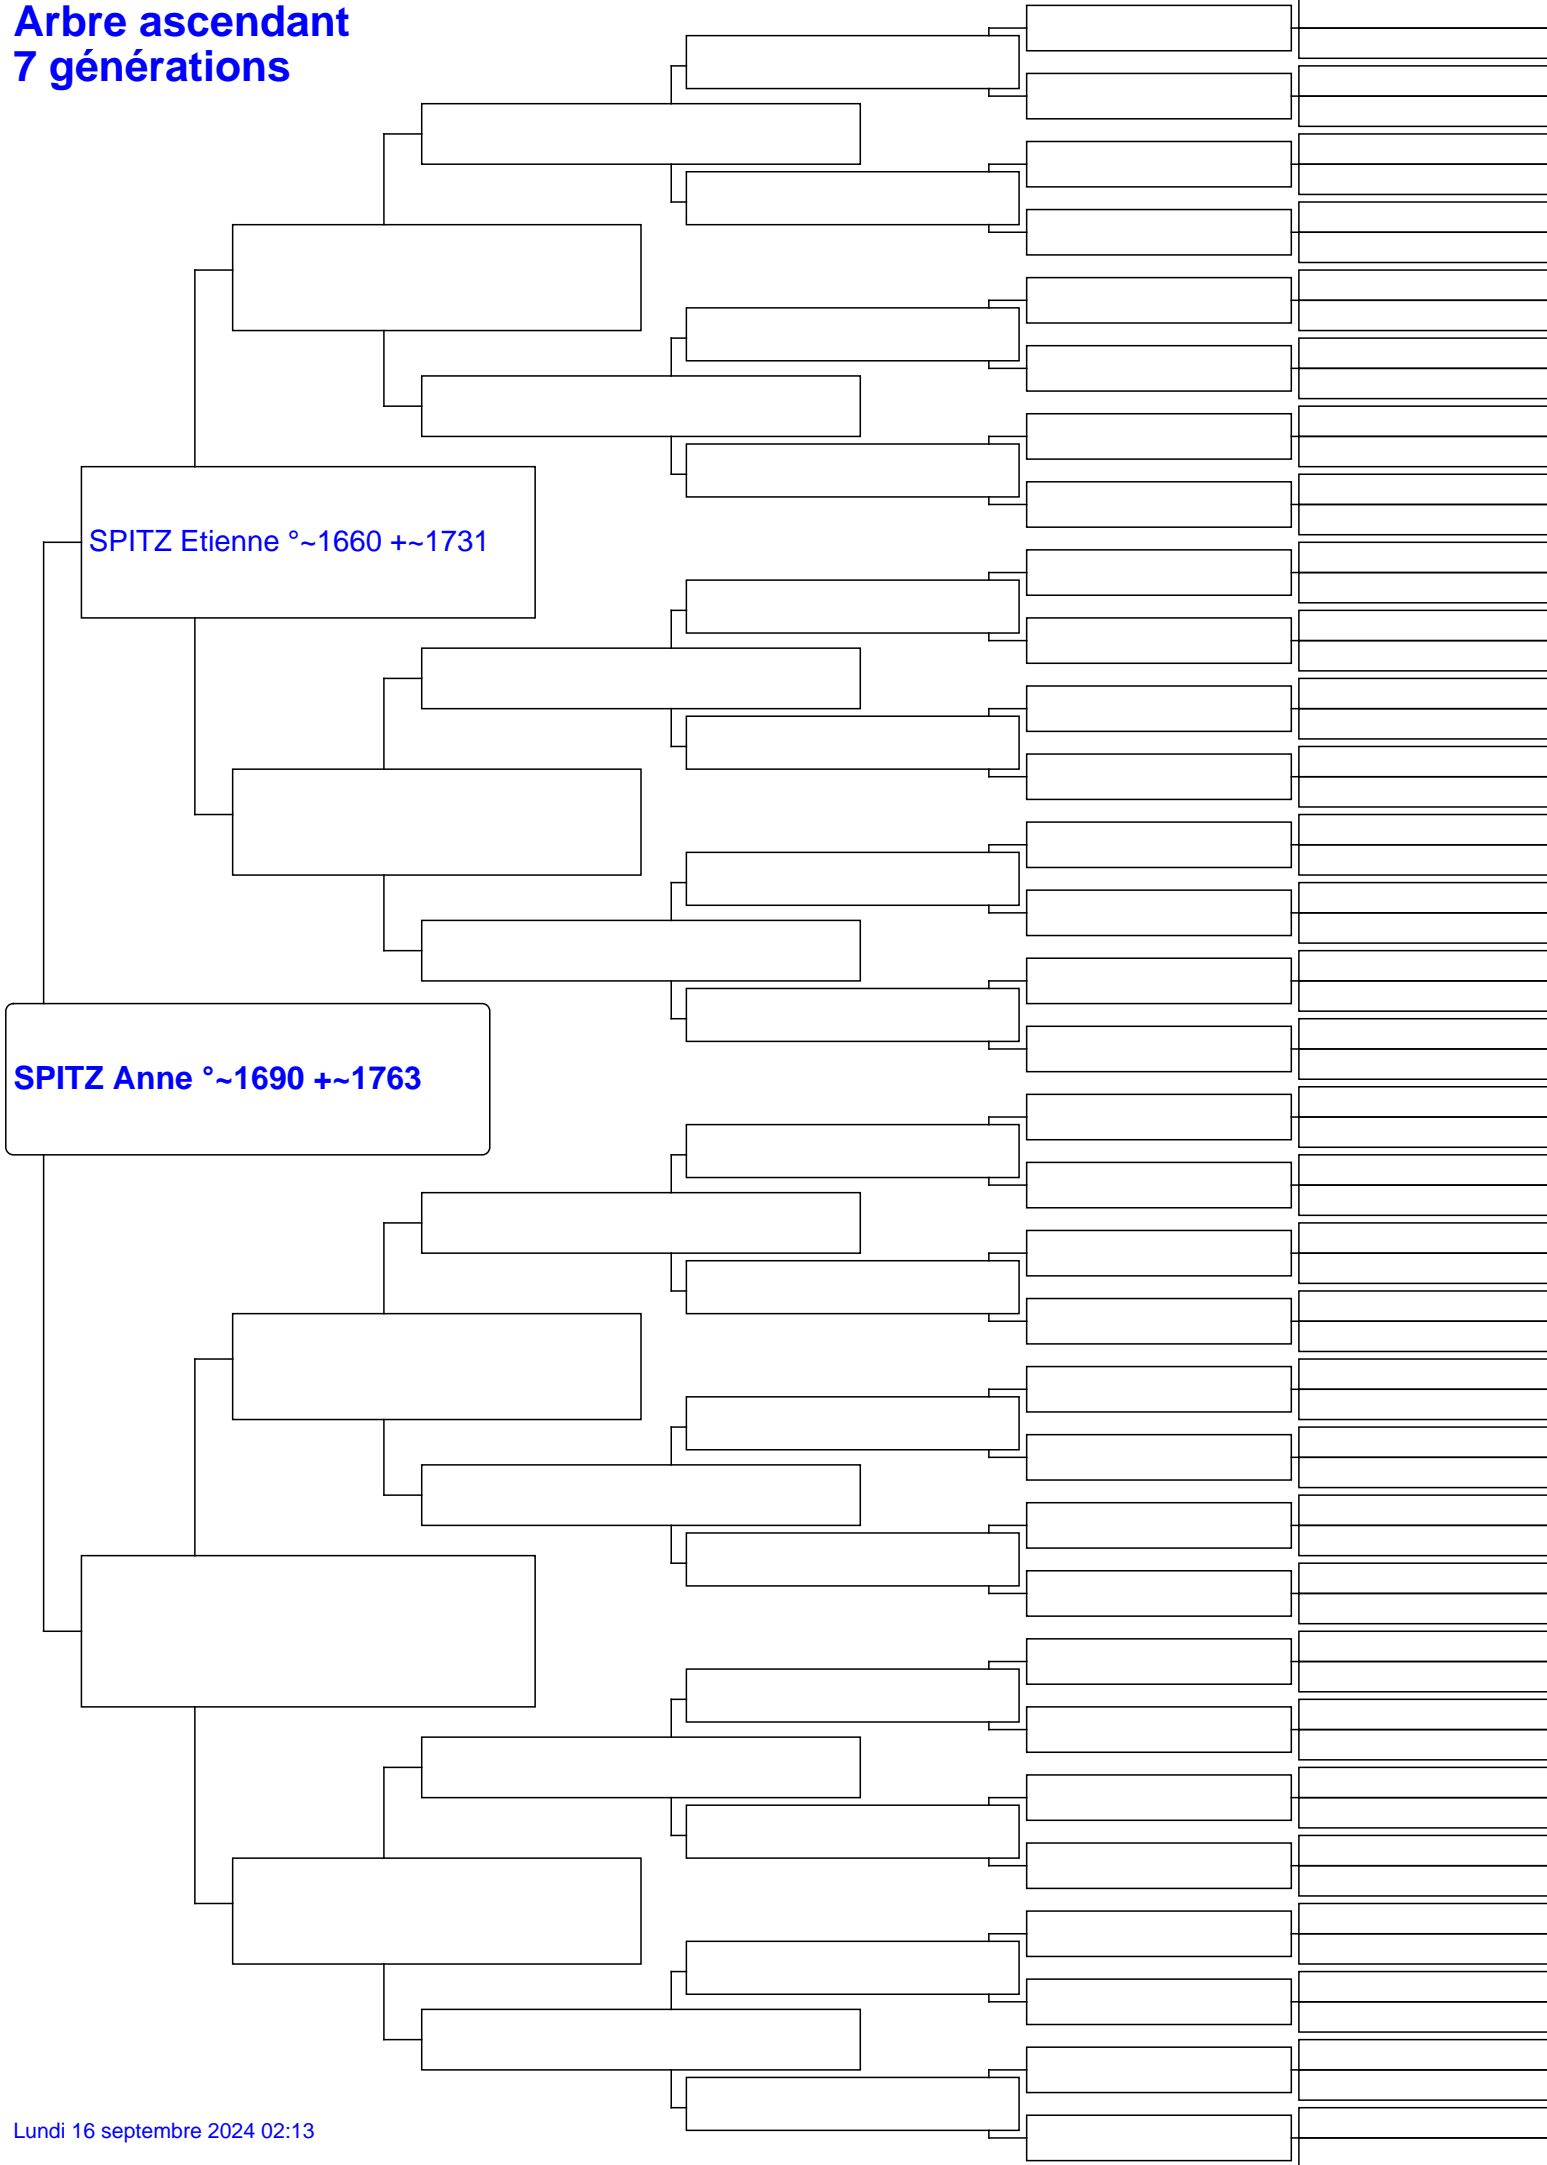 Arbre ascendant
7 générations
SPITZ Etienne °~1660 +~1731
SPITZ Anne °~1690 +~1763
Lundi 16 septembre 2024 02:13